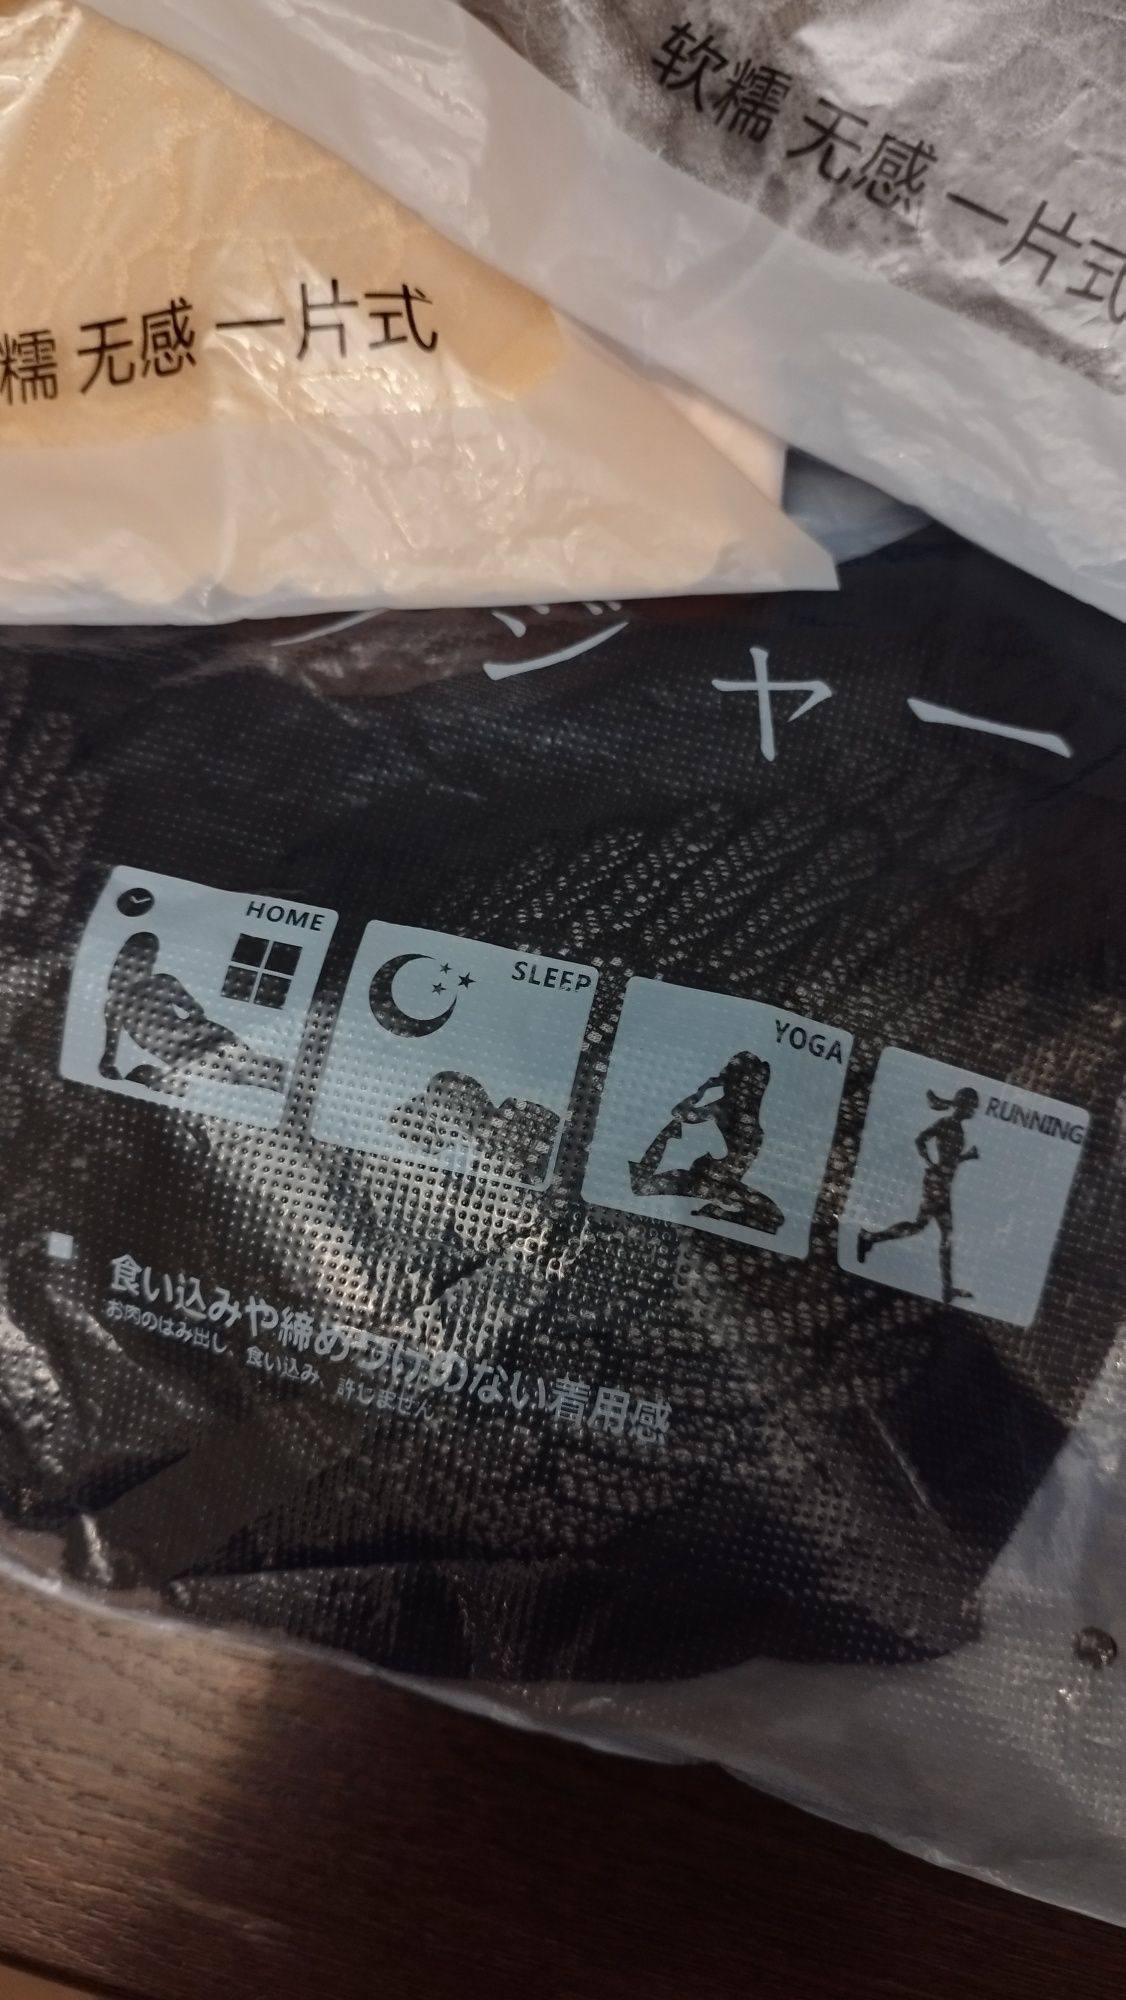 软糯 无感 一片式
糯 无感 一片式
ジャー
HOME
SLEEP
YOGA
RUNNING
食い込みや締めつけのない着用感
お肉のはみ出し、食い込み、許しません